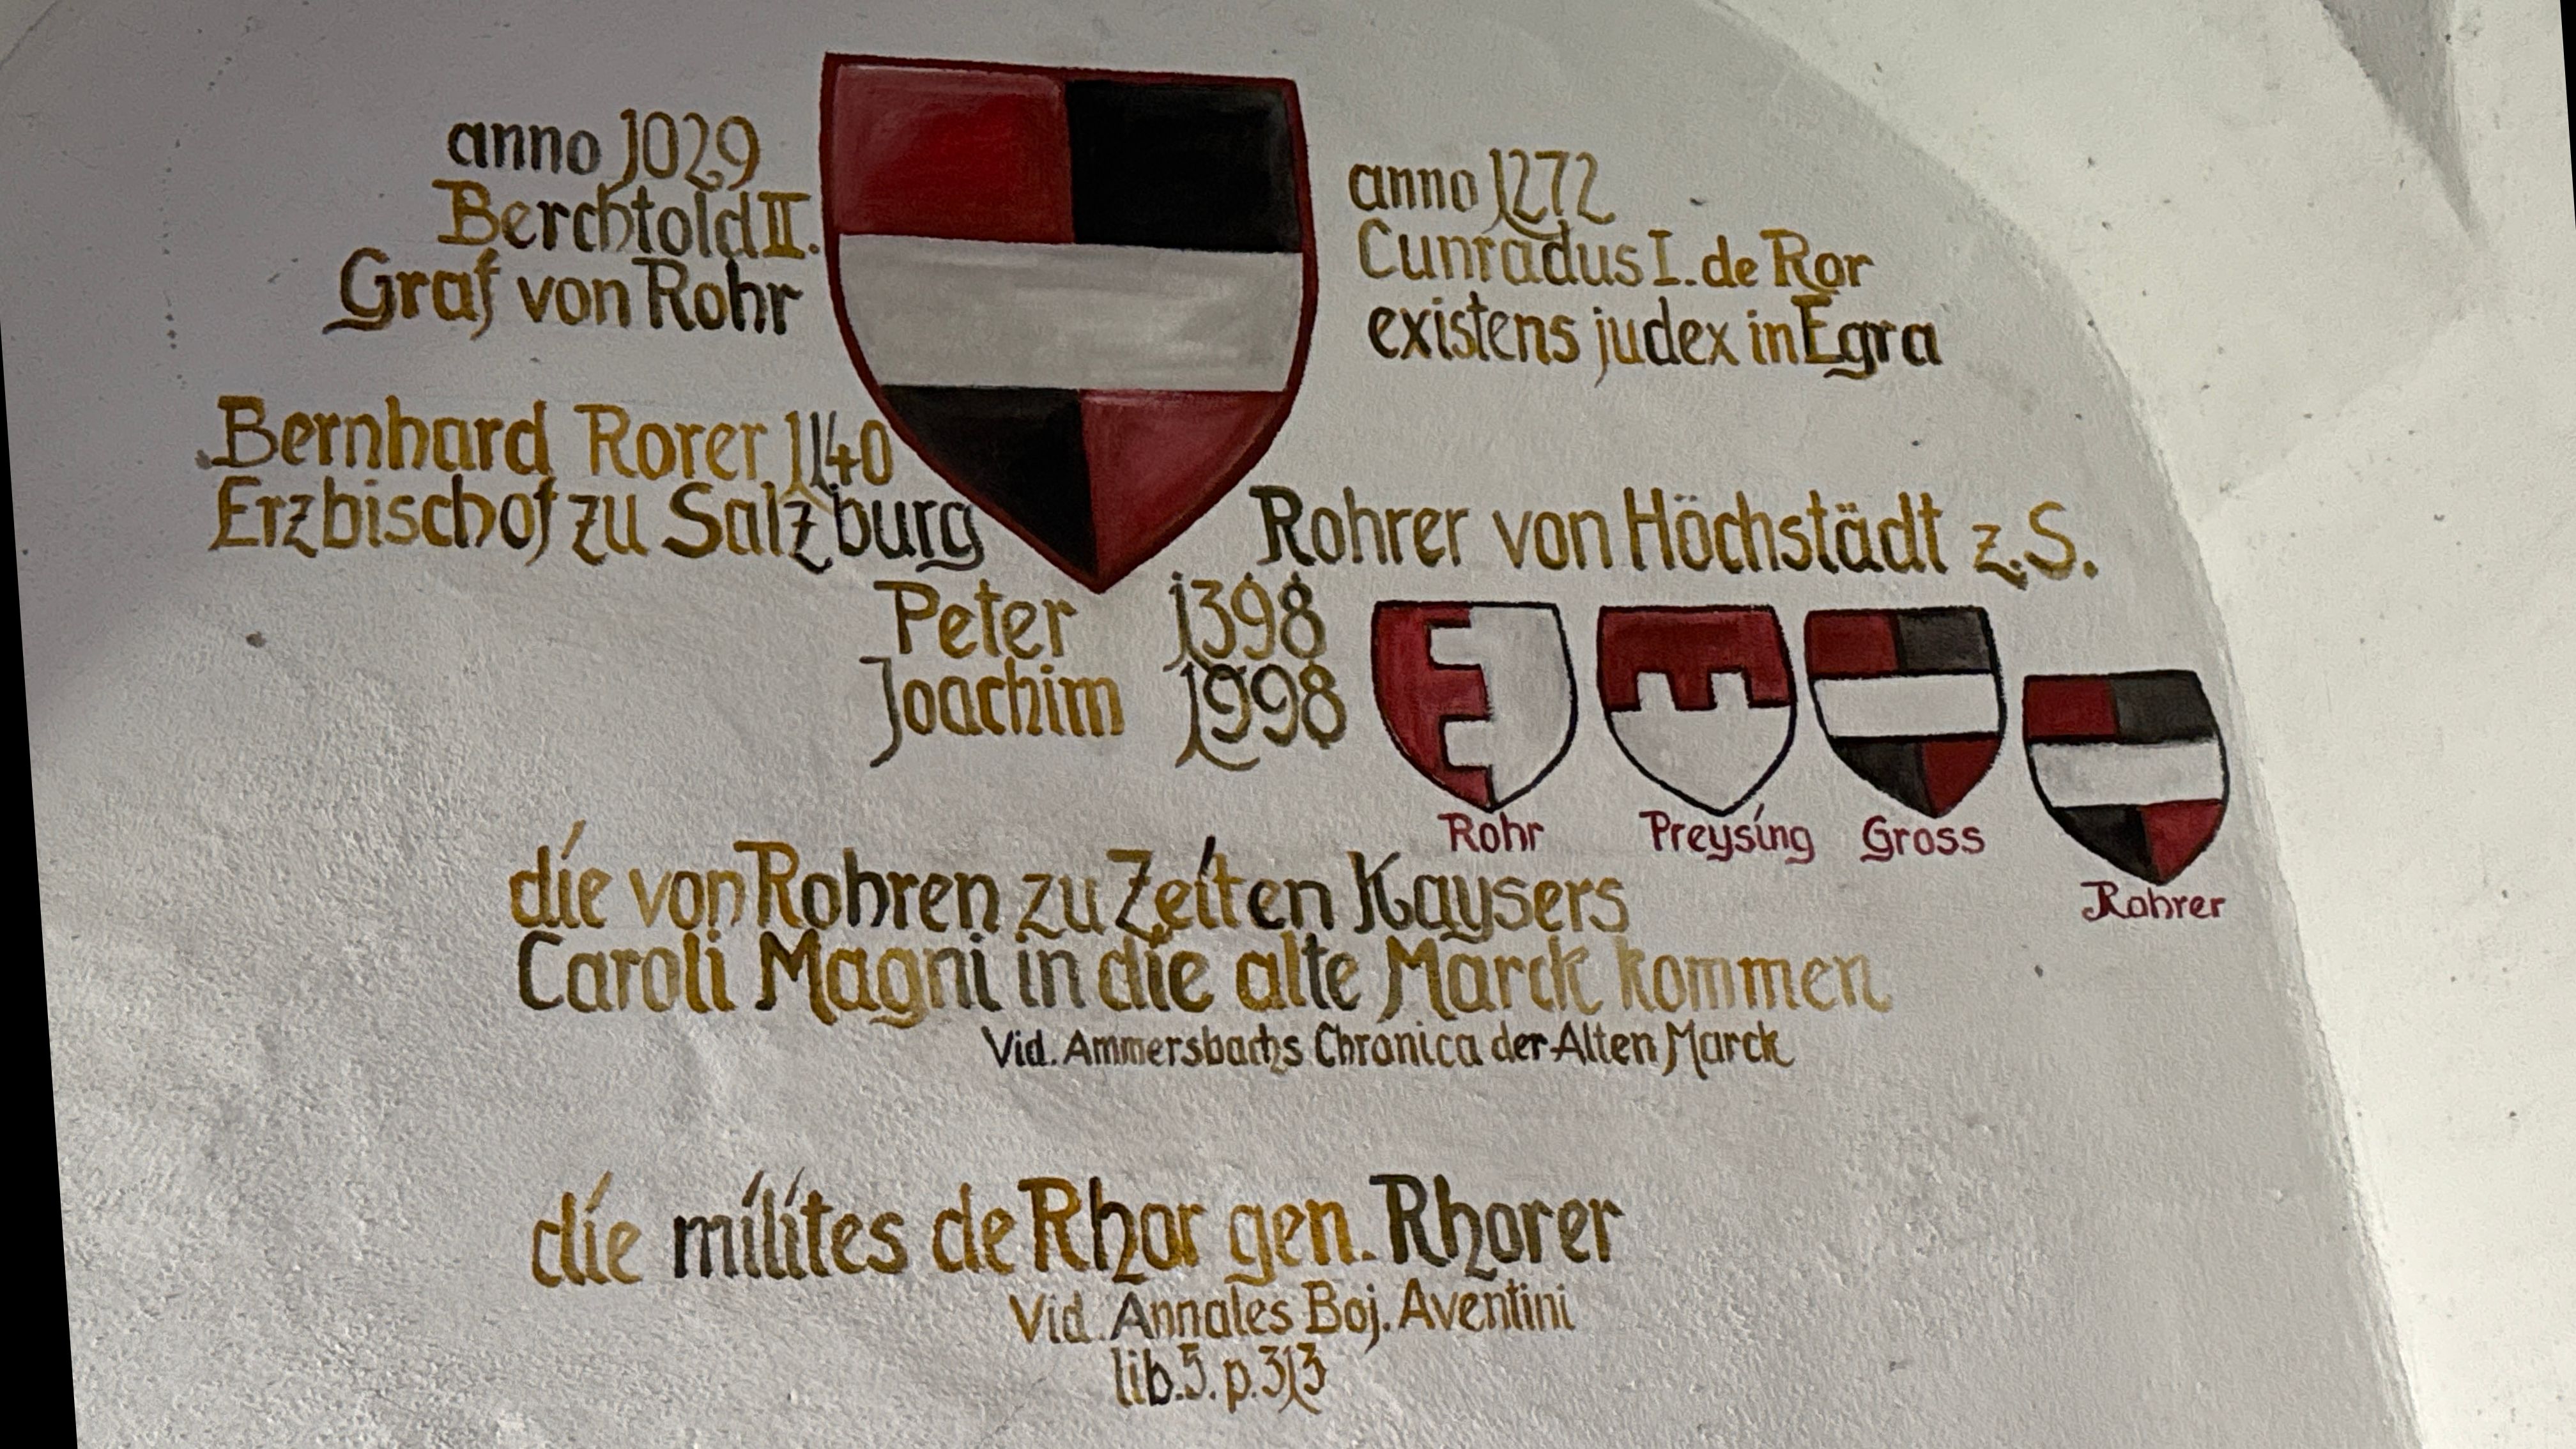 anno 1029
Berchtold II.
Graf von Rohr
anno 1272
Cunradus I. de Ror
existens judex in Egra
Bernhard Rorer 1140
Erzbischof zu Salzburg
Rohrer von Höchstädt z.S.
Peter 1398
Joachim 1998
Rohr
Preysing
Gross
Rohrer
die von Rohren zu Zeiten Kaysers
Caroli Magni in die alte Marck kommen
Vid. Ammersbachs Chronica der Alten Marck
die milites de Rhor gen. Rhorer
Vid. Annales Boj. Aventini
lib.5. p.313